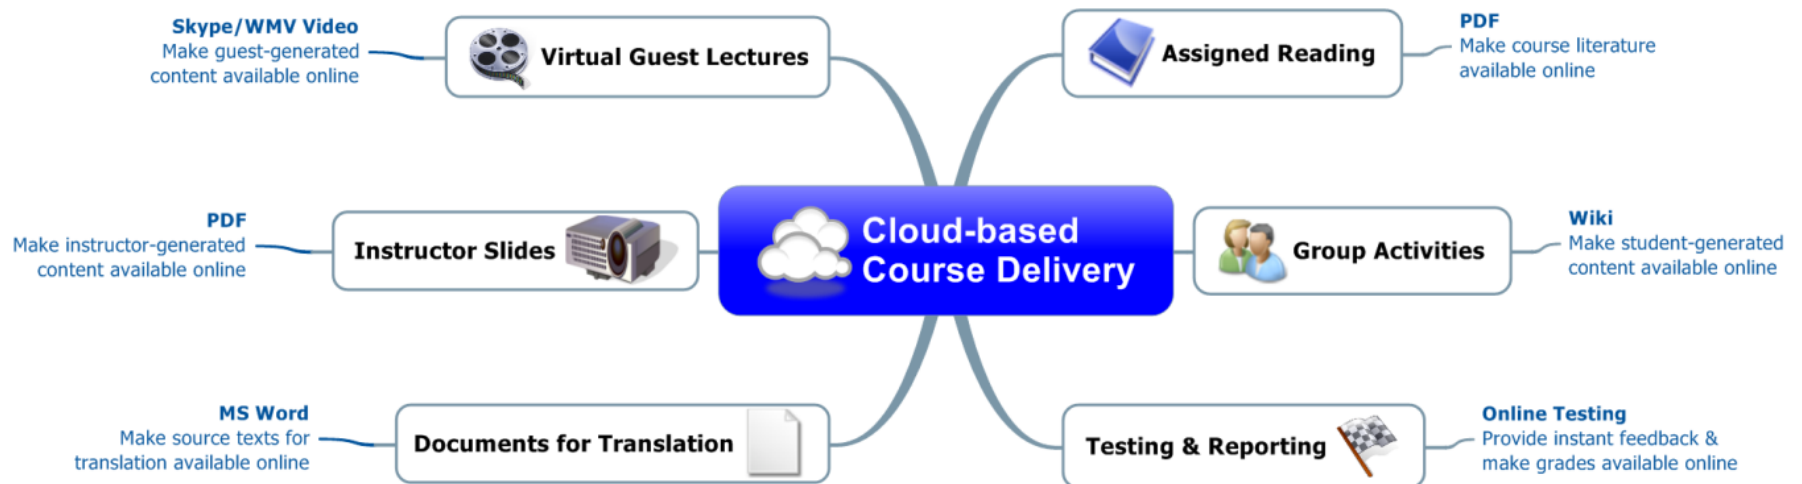 Skype/WMV Video
Make guest-generated
content available online
Virtual Guest Lectures
Assigned Reading
PDF
Make course literature
available online
PDF
Make instructor-generated
content available online
Instructor Slides
Cloud-based
Course Delivery
Group Activities
Wiki
Make student-generated
content available online
MS Word
Make source texts for
translation available online
Documents for Translation
Testing & Reporting
Online Testing
Provide instant feedback &
make grades available online